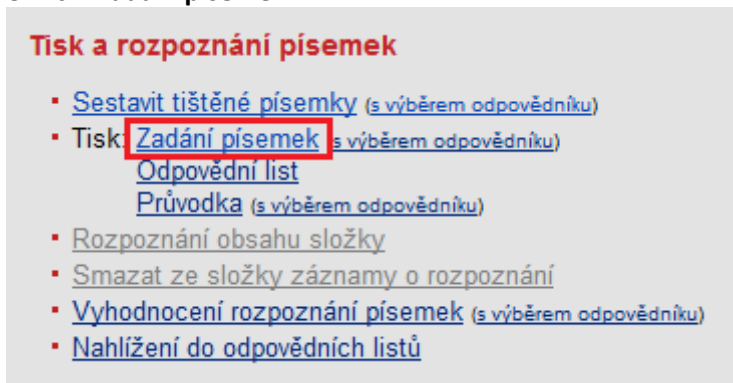 Tisk a rozpoznání písemek
Sestavit tištěné písemky (s výběrem odpovědníku)
Tisk: Zadání písemek (s výběrem odpovědníku)
Odpovědní list
Průvodka (s výběrem odpovědníku)
Rozpoznání obsahu složky
Smazat ze složky záznamy o rozpoznání
Vyhodnocení rozpoznání písemek (s výběrem odpovědníku)
Nahlížení do odpovědních listů